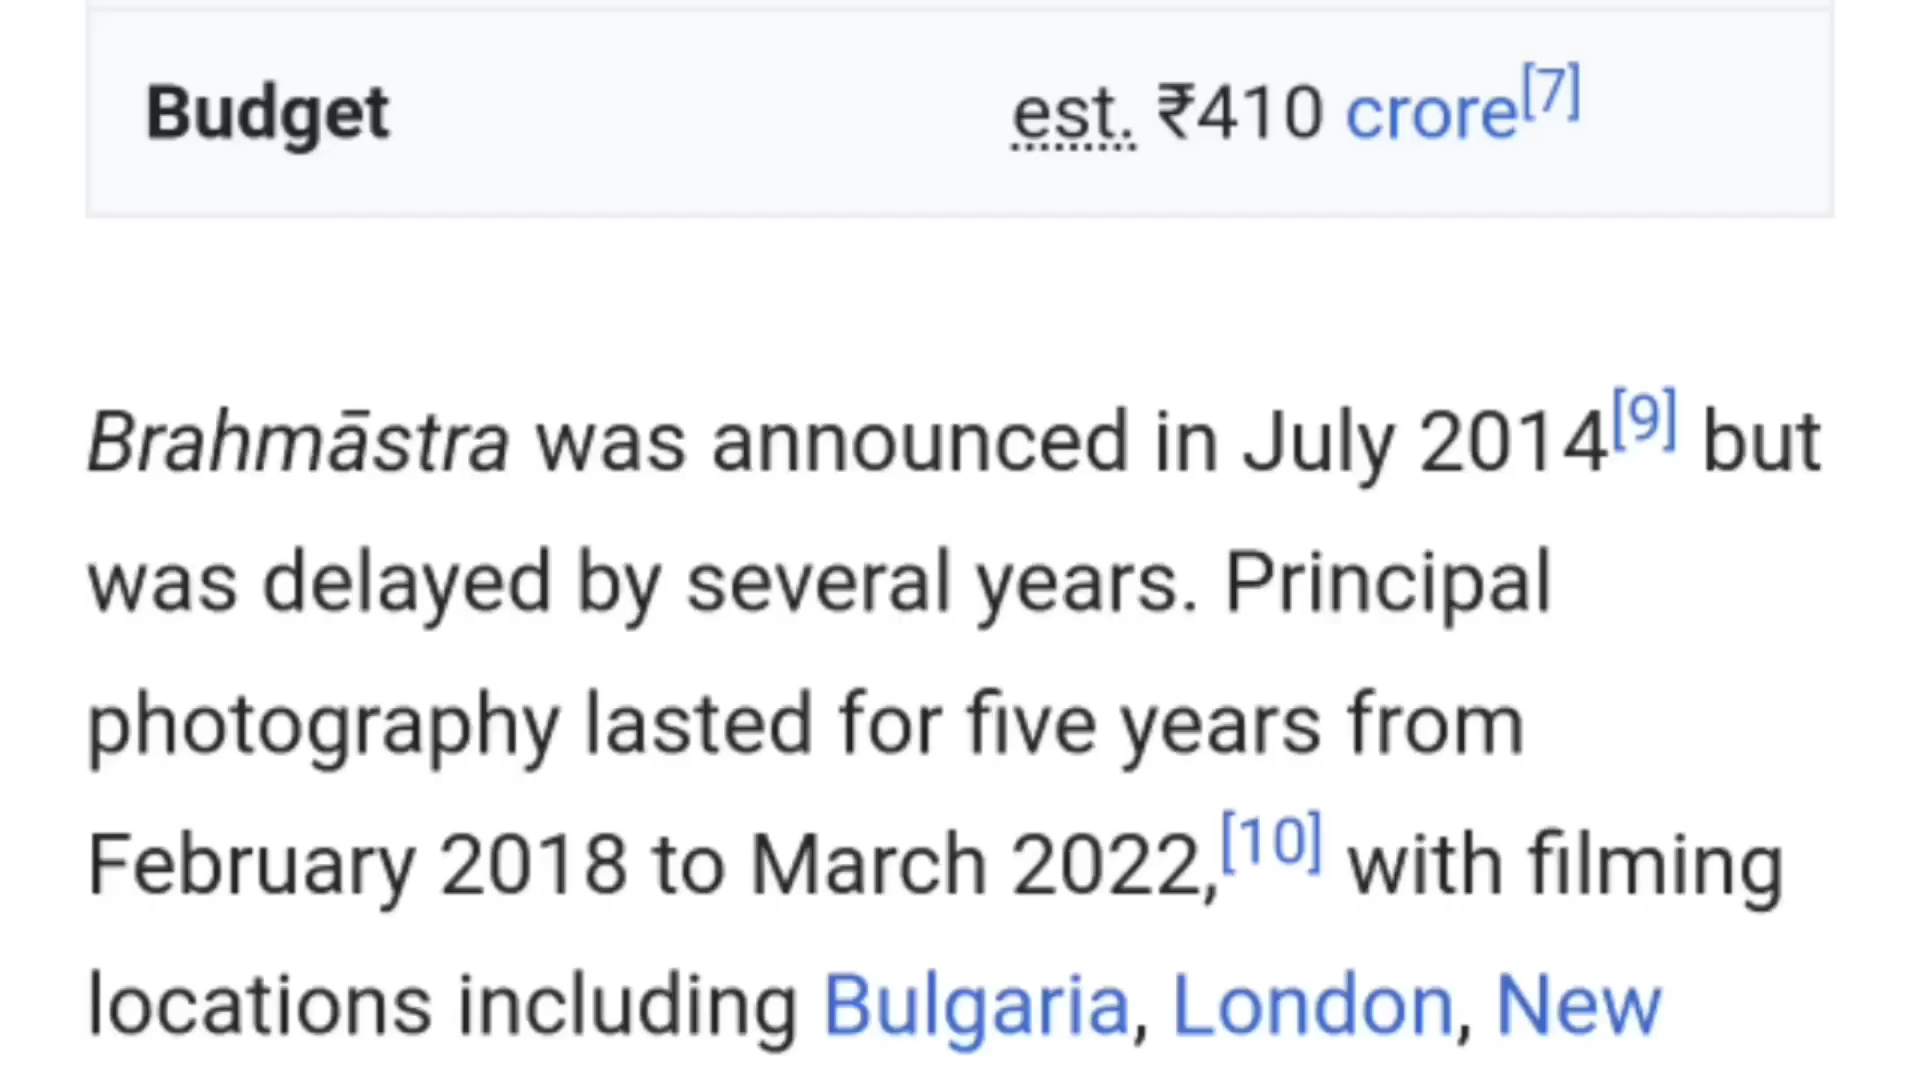 Budget est. ₹410 crore[7]
Brahmāstra was announced in July 2014[9] but
was delayed by several years. Principal
photography lasted for five years from
February 2018 to March 2022,[10] with filming
locations including Bulgaria, London, New